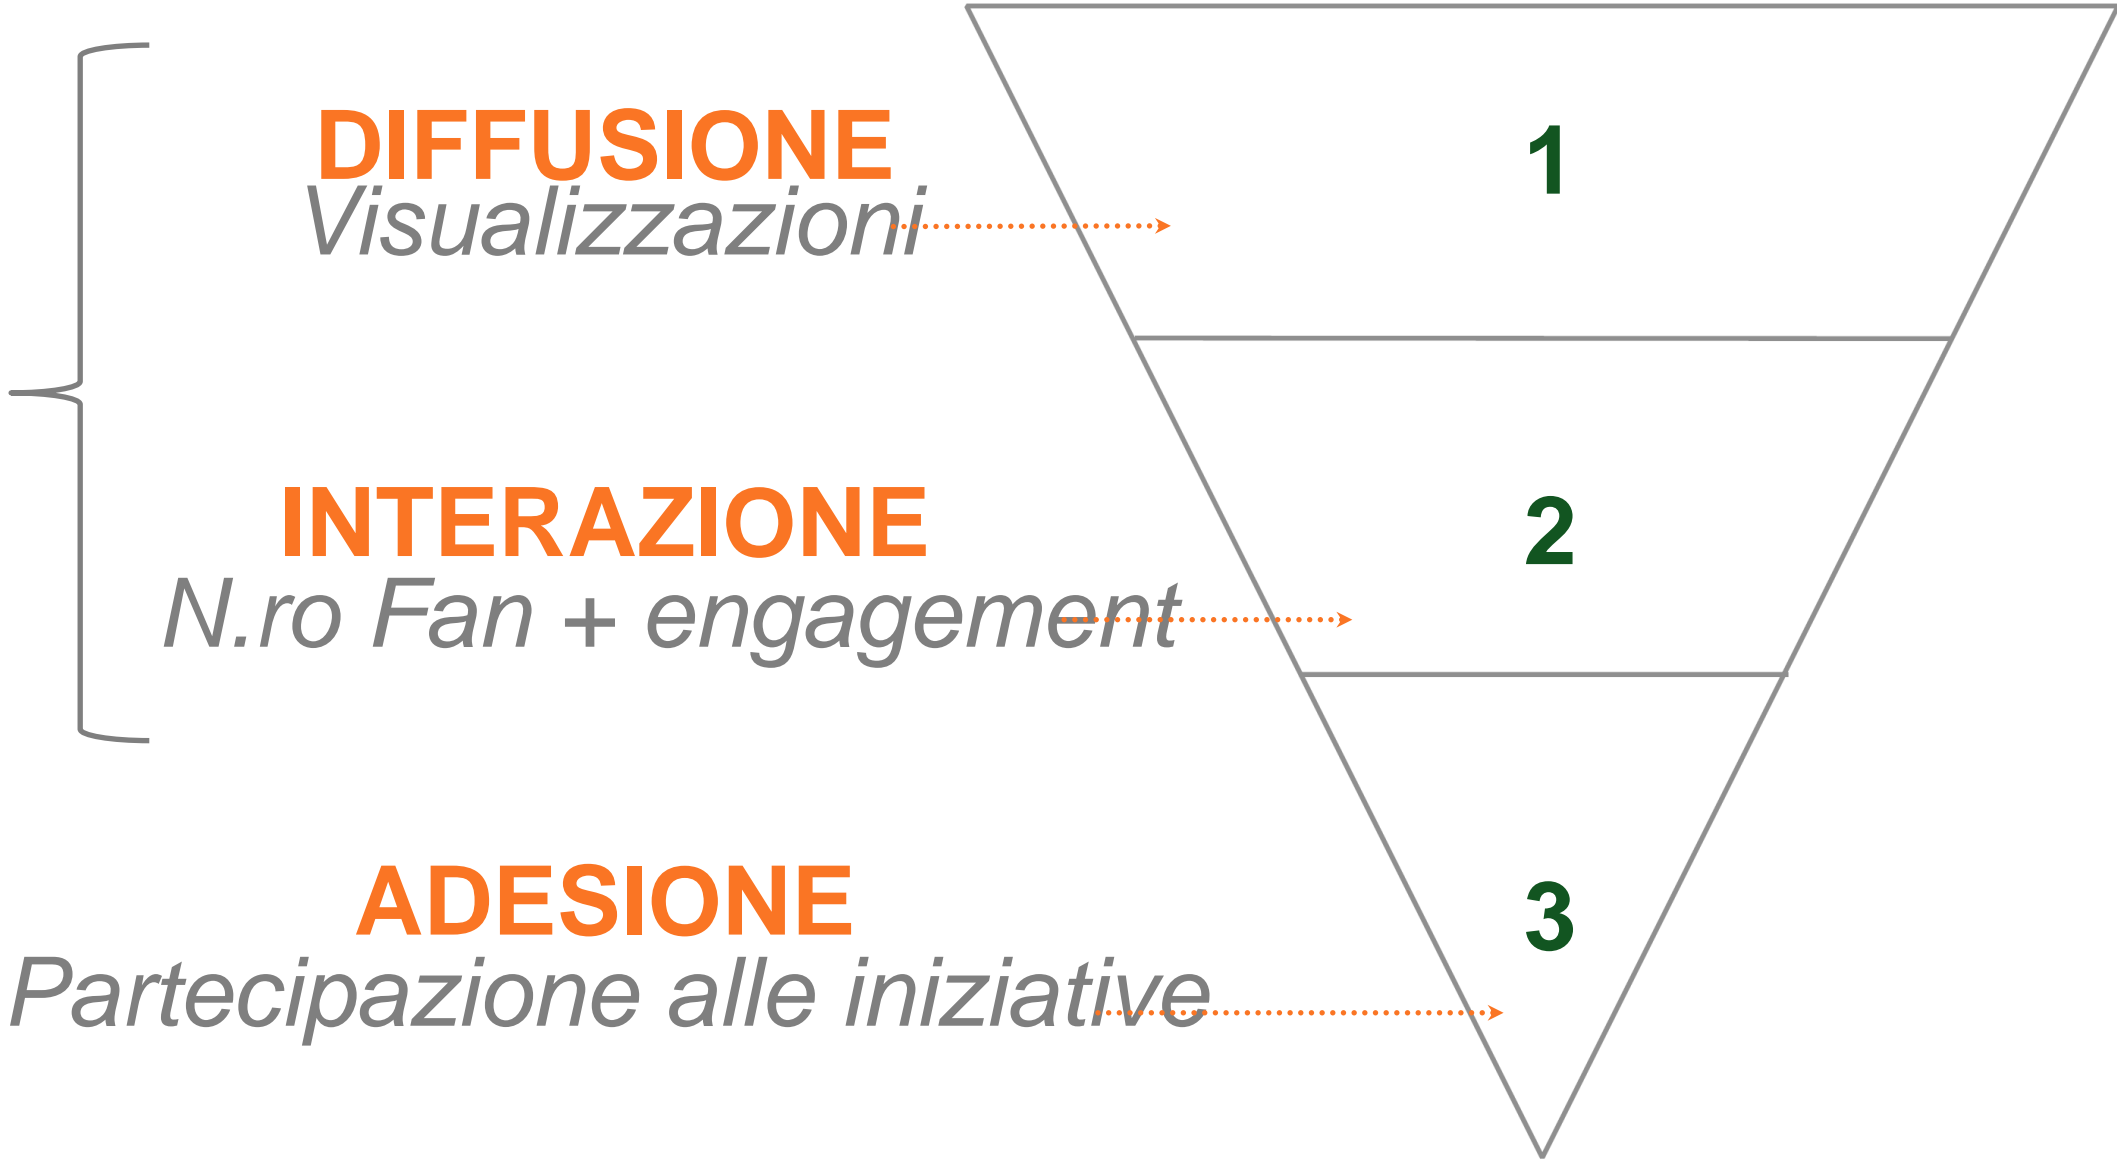 DIFFUSIONE
Visualizzazioni
1
INTERAZIONE
N.ro Fan + engagement
2
ADESIONE
Partecipazione alle iniziative
3